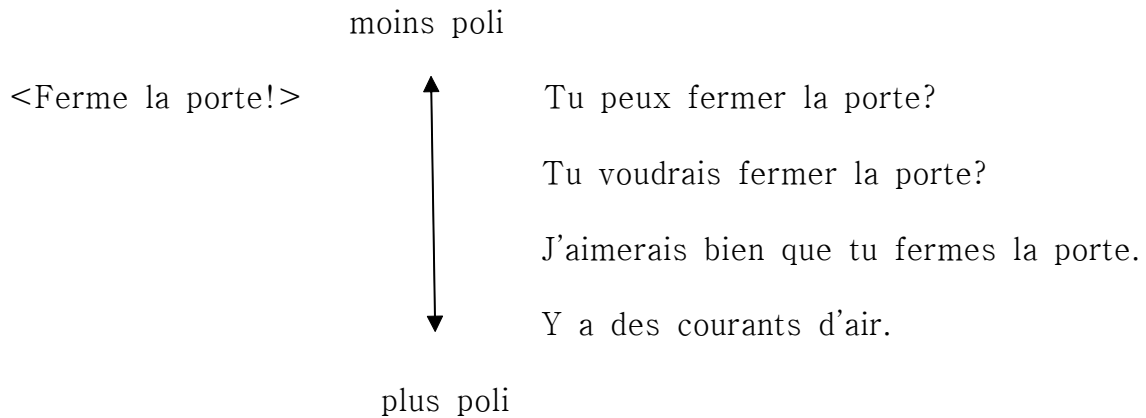 moins poli
<Ferme la porte!> Tu peux fermer la porte?
Tu voudrais fermer la porte?
J'aimerais bien que tu fermes la porte.
Y a des courants d'air.
plus poli